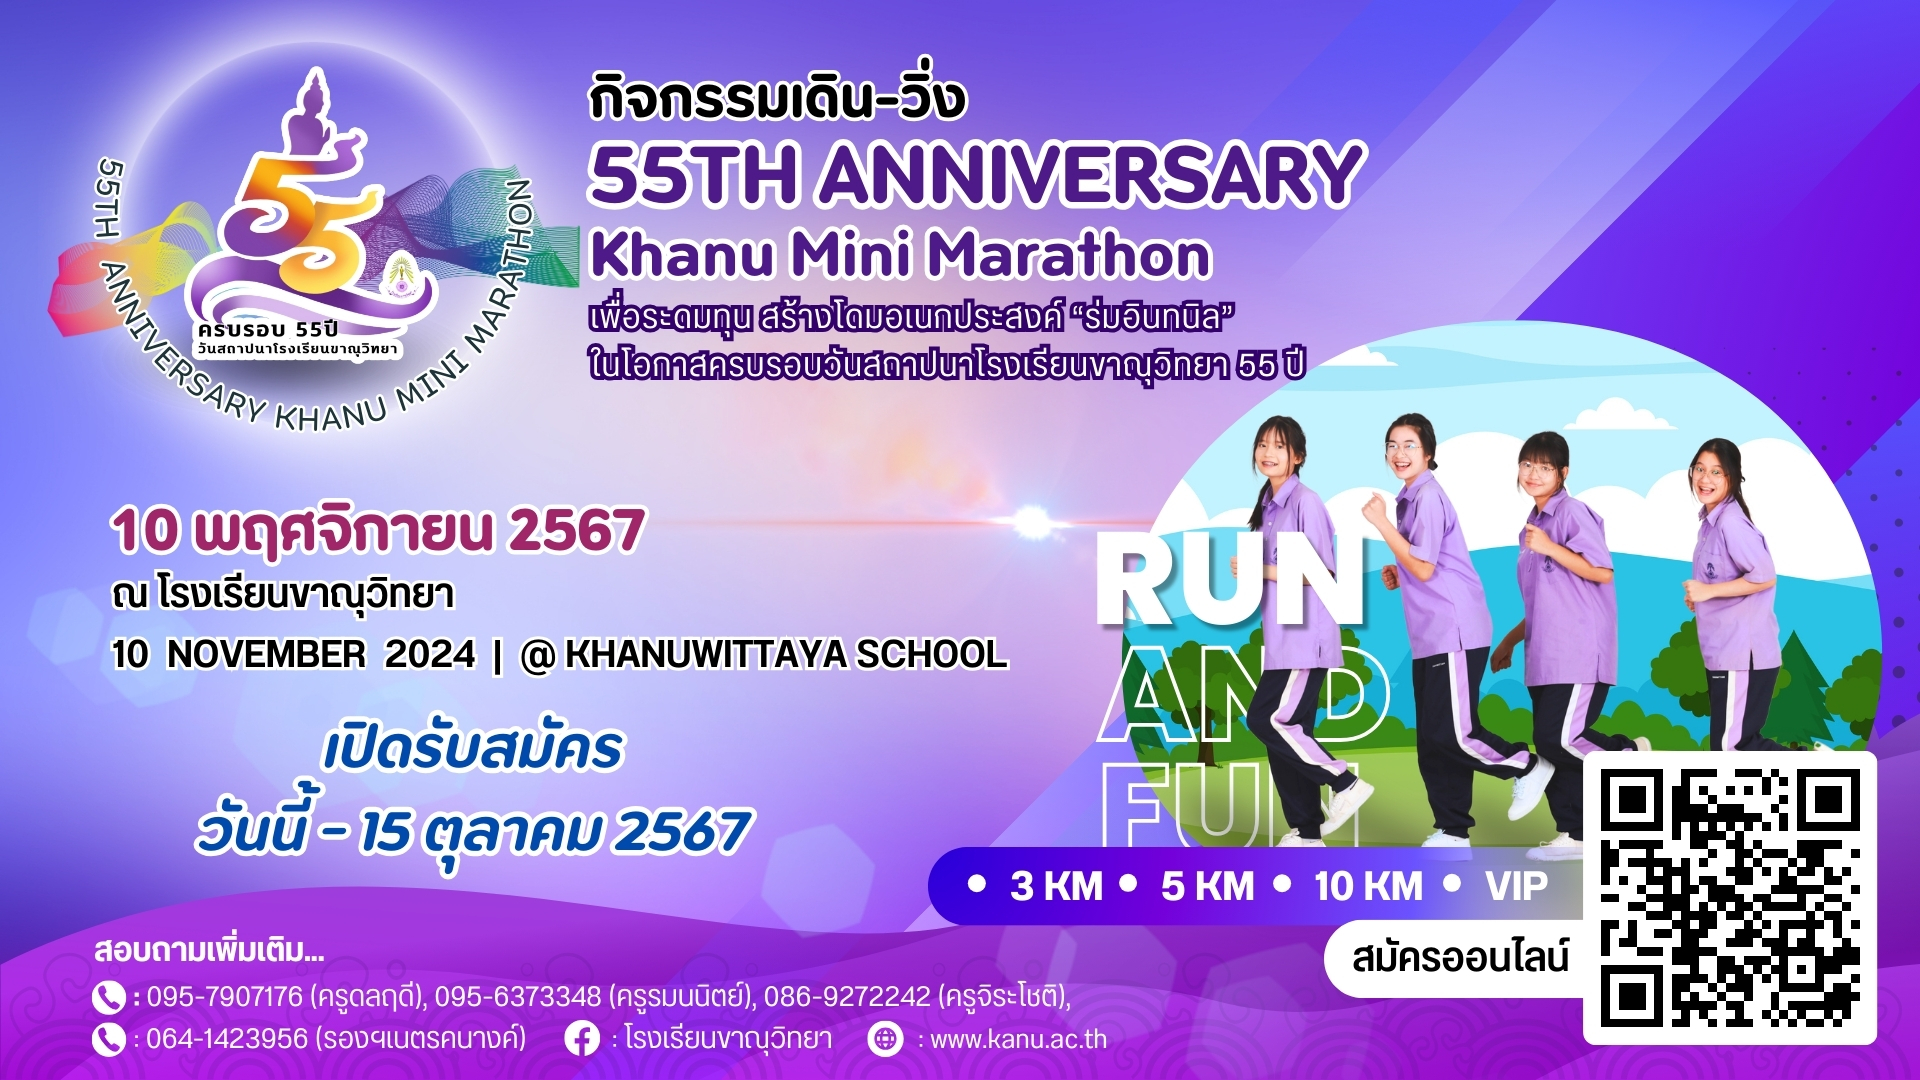 55TH ANNIVERSARY KHANU MINI MARATHON
55
ครบรอบ 55ปี
วันสถาปนาโรงเรียนขาณุวิทยา
กิจกรรมเดิน-วิ่ง
55TH ANNIVERSARY
Khanu Mini Marathon
เพื่อระดมทุน สร้างโดมอเนกประสงค์ “ร่มอินทนิล”
ในโอกาสครบรอบวันสถาปนาโรงเรียนขาณุวิทยา 55 ปี
10 พฤศจิกายน 2567
ณ โรงเรียนขาณุวิทยา
10 NOVEMBER 2024 | @ KHANUWITTAYA SCHOOL
เปิดรับสมัคร
วันนี้ - 15 ตุลาคม 2567
RUN
AND
FUN
• 3 KM • 5 KM • 10 KM • VIP
สมัครออนไลน์
สอบถามเพิ่มเติม...
: 095-7907176 (ครูดลฤดี), 095-6373348 (ครูรมนนิตย์), 086-9272242 (ครูจิระโชติ),
: 064-1423956 (รองฯเนตรคนางค์) : โรงเรียนขาณุวิทยา : www.kanu.ac.th